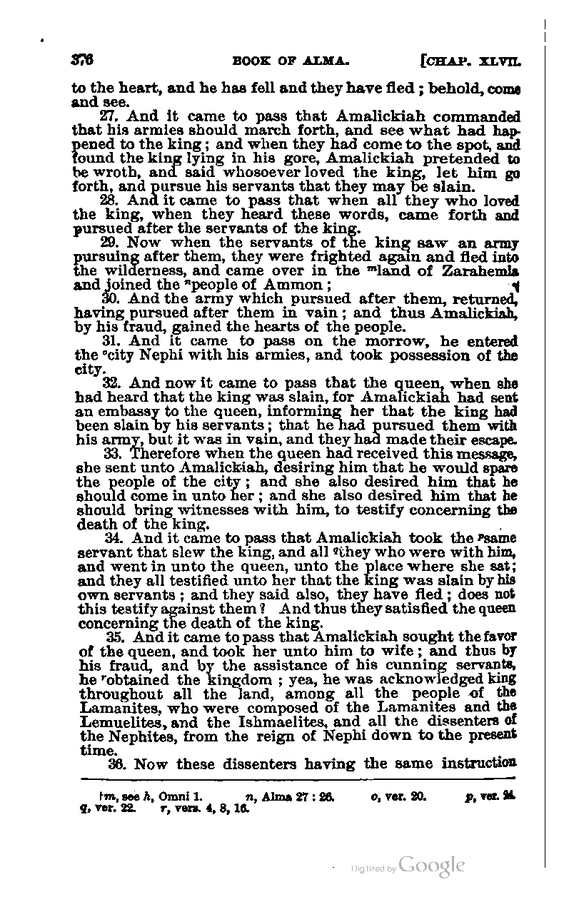 376 BOOK OF ALMA. [CHAP. XLVII.
to the heart, and he has fell and they have fled; behold, come
and see.
27. And it came to pass that Amalickiah commanded
that his armies should march forth, and see what had hap-
pened to the king; and when they had come to the spot, and
found the king lying in his gore, Amalickiah pretended to
be wroth, and said whosoever loved the king, let him go
forth, and pursue his servants that they may be slain.
28. And it came to pass that when all they who loved
the king, when they heard these words, came forth and
pursued after the servants of the king.
29. Now when the servants of the king saw an army
pursuing after them, they were frighted again and fled into
the wilderness, and came over in the ᵐland of Zarahemla
and joined the ⁿpeople of Ammon;
30. And the army which pursued after them, returned,
having pursued after them in vain; and thus Amalickiah,
by his fraud, gained the hearts of the people.
31. And it came to pass on the morrow, he entered
the ᵒcity Nephi with his armies, and took possession of the
city.
32. And now it came to pass that the queen, when she
had heard that the king was slain, for Amalickiah had sent
an embassy to the queen, informing her that the king had
been slain by his servants; that he had pursued them with
his army, but it was in vain, and they had made their escape.
33. Therefore when the queen had received this message,
she sent unto Amalickiah, desiring him that he would spare
the people of the city; and she also desired him that he
should come in unto her; and she also desired him that he
should bring witnesses with him, to testify concerning the
death of the king.
34. And it came to pass that Amalickiah took the ᵖsame
servant that slew the king, and all qthey who were with him,
and went in unto the queen, unto the place where she sat;
and they all testified unto her that the king was slain by his
own servants; and they said also, they have fled; does not
this testify against them? And thus they satisfied the queen
concerning the death of the king.
35. And it came to pass that Amalickiah sought the favor
of the queen, and took her unto him to wife; and thus by
his fraud, and by the assistance of his cunning servants,
he ʳobtained the kingdom; yea, he was acknowledged king
throughout all the land, among all the people of the
Lamanites, who were composed of the Lamanites and the
Lemuelites, and the Ishmaelites, and all the dissenters of
the Nephites, from the reign of Nephi down to the present
time.
36. Now these dissenters having the same instruction
m, see h, Omni 1. n, Alma 27:26. o, ver. 20. p, ver. 24.
q, ver. 22. r, vers. 4, 8, 16.
Digitized by Google